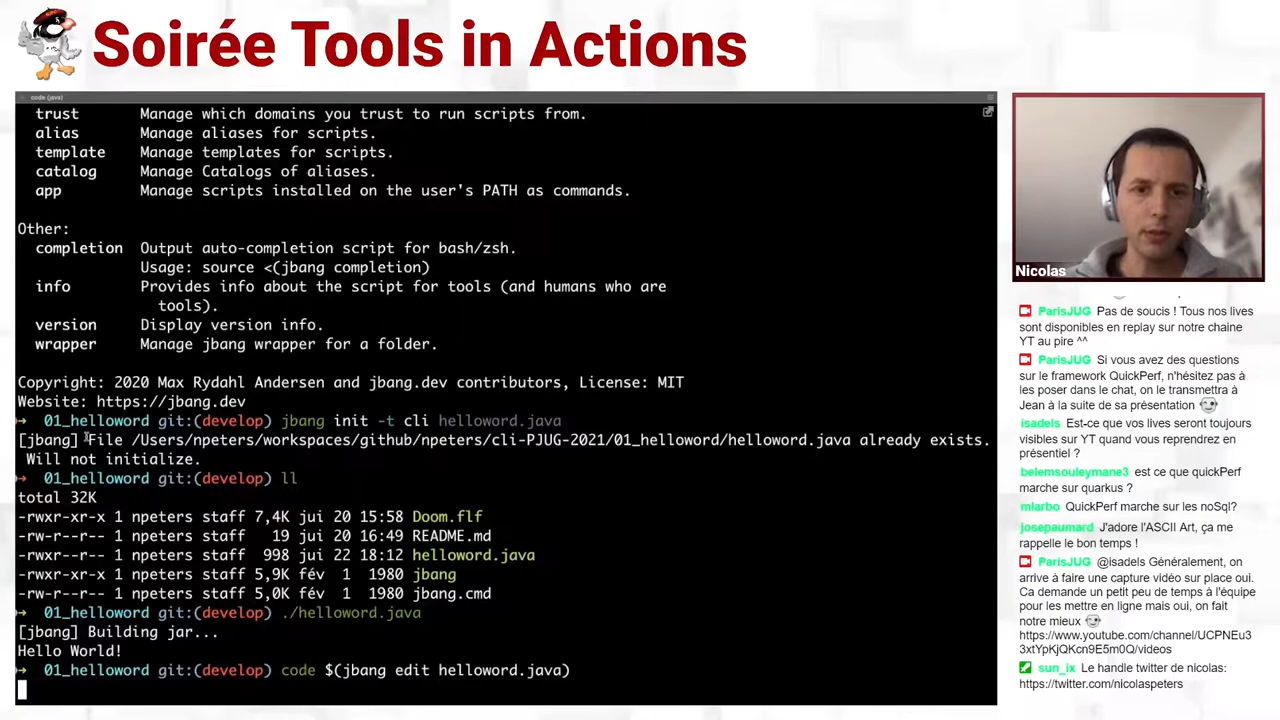 Soirée Tools in Actions
code (java)
trust Manage which domains you trust to run scripts from.
alias Manage aliases for scripts.
template Manage templates for scripts.
catalog Manage Catalogs of aliases.
app Manage scripts installed on the user's PATH as commands.
Other:
completion Output auto-completion script for bash/zsh.
Usage: source <(jbang completion)
info Provides info about the script for tools (and humans who are
tools).
version Display version info.
wrapper Manage jbang wrapper for a folder.
Copyright: 2020 Max Rydahl Andersen and jbang.dev contributors, License: MIT
Website: https://jbang.dev
→ 01_helloword git:(develop) jbang init -t cli helloword.java
[jbang] File /Users/npeters/workspaces/github/npeters/cli-PJUG-2021/01_helloword/helloword.java already exists.
Will not initialize.
→ 01_helloword git:(develop) ll
total 32K
-rwxr-xr-x 1 npeters staff 7,4K jui 20 15:58 Doom.flf
-rw-r--r-- 1 npeters staff 19 jui 20 16:49 README.md
-rwxr--r-- 1 npeters staff 998 jui 22 18:12 helloword.java
-rwxr-xr-x 1 npeters staff 5,9K fév 1 1980 jbang
-rw-r--r-- 1 npeters staff 5,0K fév 1 1980 jbang.cmd
→ 01_helloword git:(develop) ./helloword.java
[jbang] Building jar...
Hello World!
→ 01_helloword git:(develop) code $(jbang edit helloword.java)
Nicolas
ParisJUG Pas de soucis ! Tous nos lives
sont disponibles en replay sur notre chaine
YT au pire ^^
ParisJUG Si vous avez des questions
sur le framework QuickPerf, n'hésitez pas à
les poser dans le chat, on la transmettra à
Jean à la suite de sa présentation
isadels Est-ce que vos lives seront toujours
visibles sur YT quand vous reprendrez en
présentiel ?
belemsouleymane3 est ce que quickPerf
marche sur quarkus ?
mlarbo QuickPerf marche sur les noSql?
josepaumard J'adore l'ASCII Art, ça me
rappelle le bon temps !
ParisJUG @isadels Généralement, on
arrive à faire une capture vidéo sur place oui.
Ca demande un petit peu de temps à l'équipe
pour les mettre en ligne mais oui, on fait
notre mieux
https://www.youtube.com/channel/UCPNEu3
3xtYpKjQKcn9E5m0Q/videos
sun_ix Le handle twitter de nicolas:
https://twitter.com/nicolaspeters